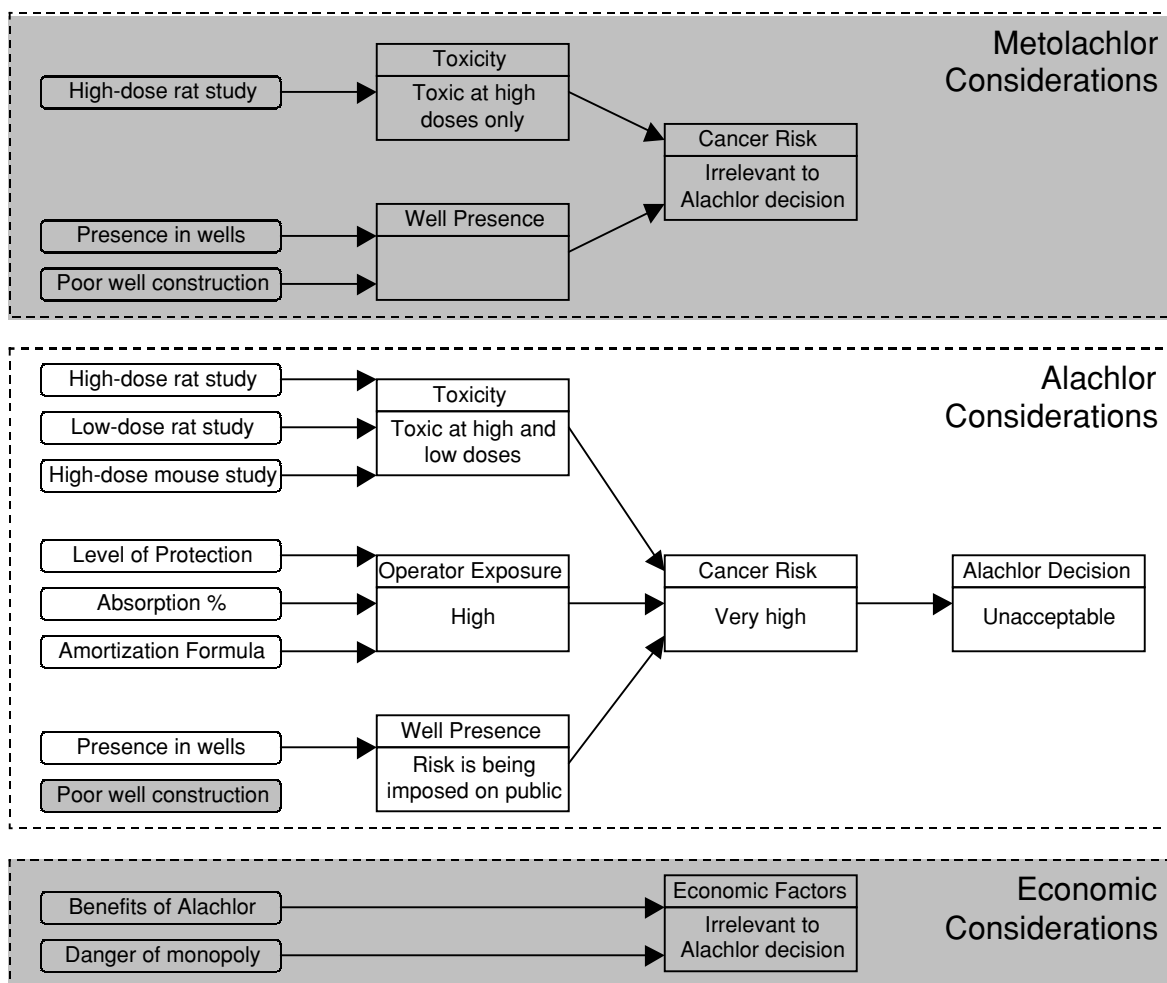 Metolachlor
Considerations
High-dose rat study
Toxicity
Toxic at high
doses only
Cancer Risk
Irrelevant to
Alachlor decision
Presence in wells
Poor well construction
Well Presence
Alachlor
Considerations
High-dose rat study
Low-dose rat study
High-dose mouse study
Toxicity
Toxic at high and
low doses
Level of Protection
Absorption %
Amortization Formula
Operator Exposure
High
Cancer Risk
Very high
Alachlor Decision
Unacceptable
Presence in wells
Poor well construction
Well Presence
Risk is being
imposed on public
Economic
Considerations
Benefits of Alachlor
Danger of monopoly
Economic Factors
Irrelevant to
Alachlor decision